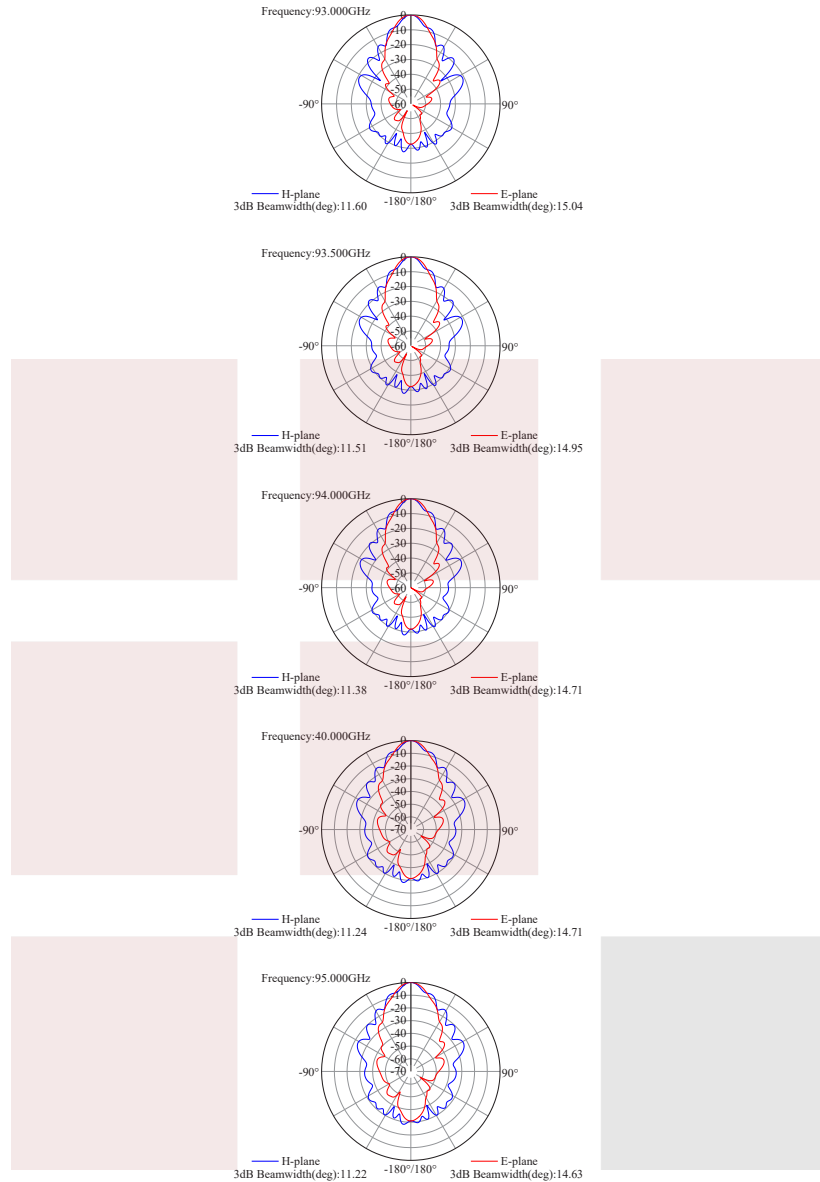 Frequency:93.000GHz
0
-10
-20
-30
-40
-50
-60
-90°
90°
-180°/180°
H-plane
3dB Beamwidth(deg):11.60
E-plane
3dB Beamwidth(deg):15.04
Frequency:93.500GHz
0
-10
-20
-30
-40
-50
-60
-90°
90°
-180°/180°
H-plane
3dB Beamwidth(deg):11.51
E-plane
3dB Beamwidth(deg):14.95
Frequency:94.000GHz
0
-10
-20
-30
-40
-50
-60
-90°
90°
-180°/180°
H-plane
3dB Beamwidth(deg):11.38
E-plane
3dB Beamwidth(deg):14.71
Frequency:40.000GHz
0
-10
-20
-30
-40
-50
-60
-70
-90°
90°
-180°/180°
H-plane
3dB Beamwidth(deg):11.24
E-plane
3dB Beamwidth(deg):14.71
Frequency:95.000GHz
0
-10
-20
-30
-40
-50
-60
-70
-90°
90°
-180°/180°
H-plane
3dB Beamwidth(deg):11.22
E-plane
3dB Beamwidth(deg):14.63